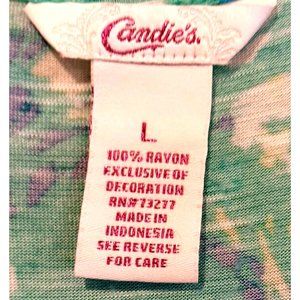 Candie's.
L
100% RAYON
EXCLUSIVE OF
DECORATION
RN#73277
MADE IN
INDONESIA
SEE REVERSE
FOR CARE